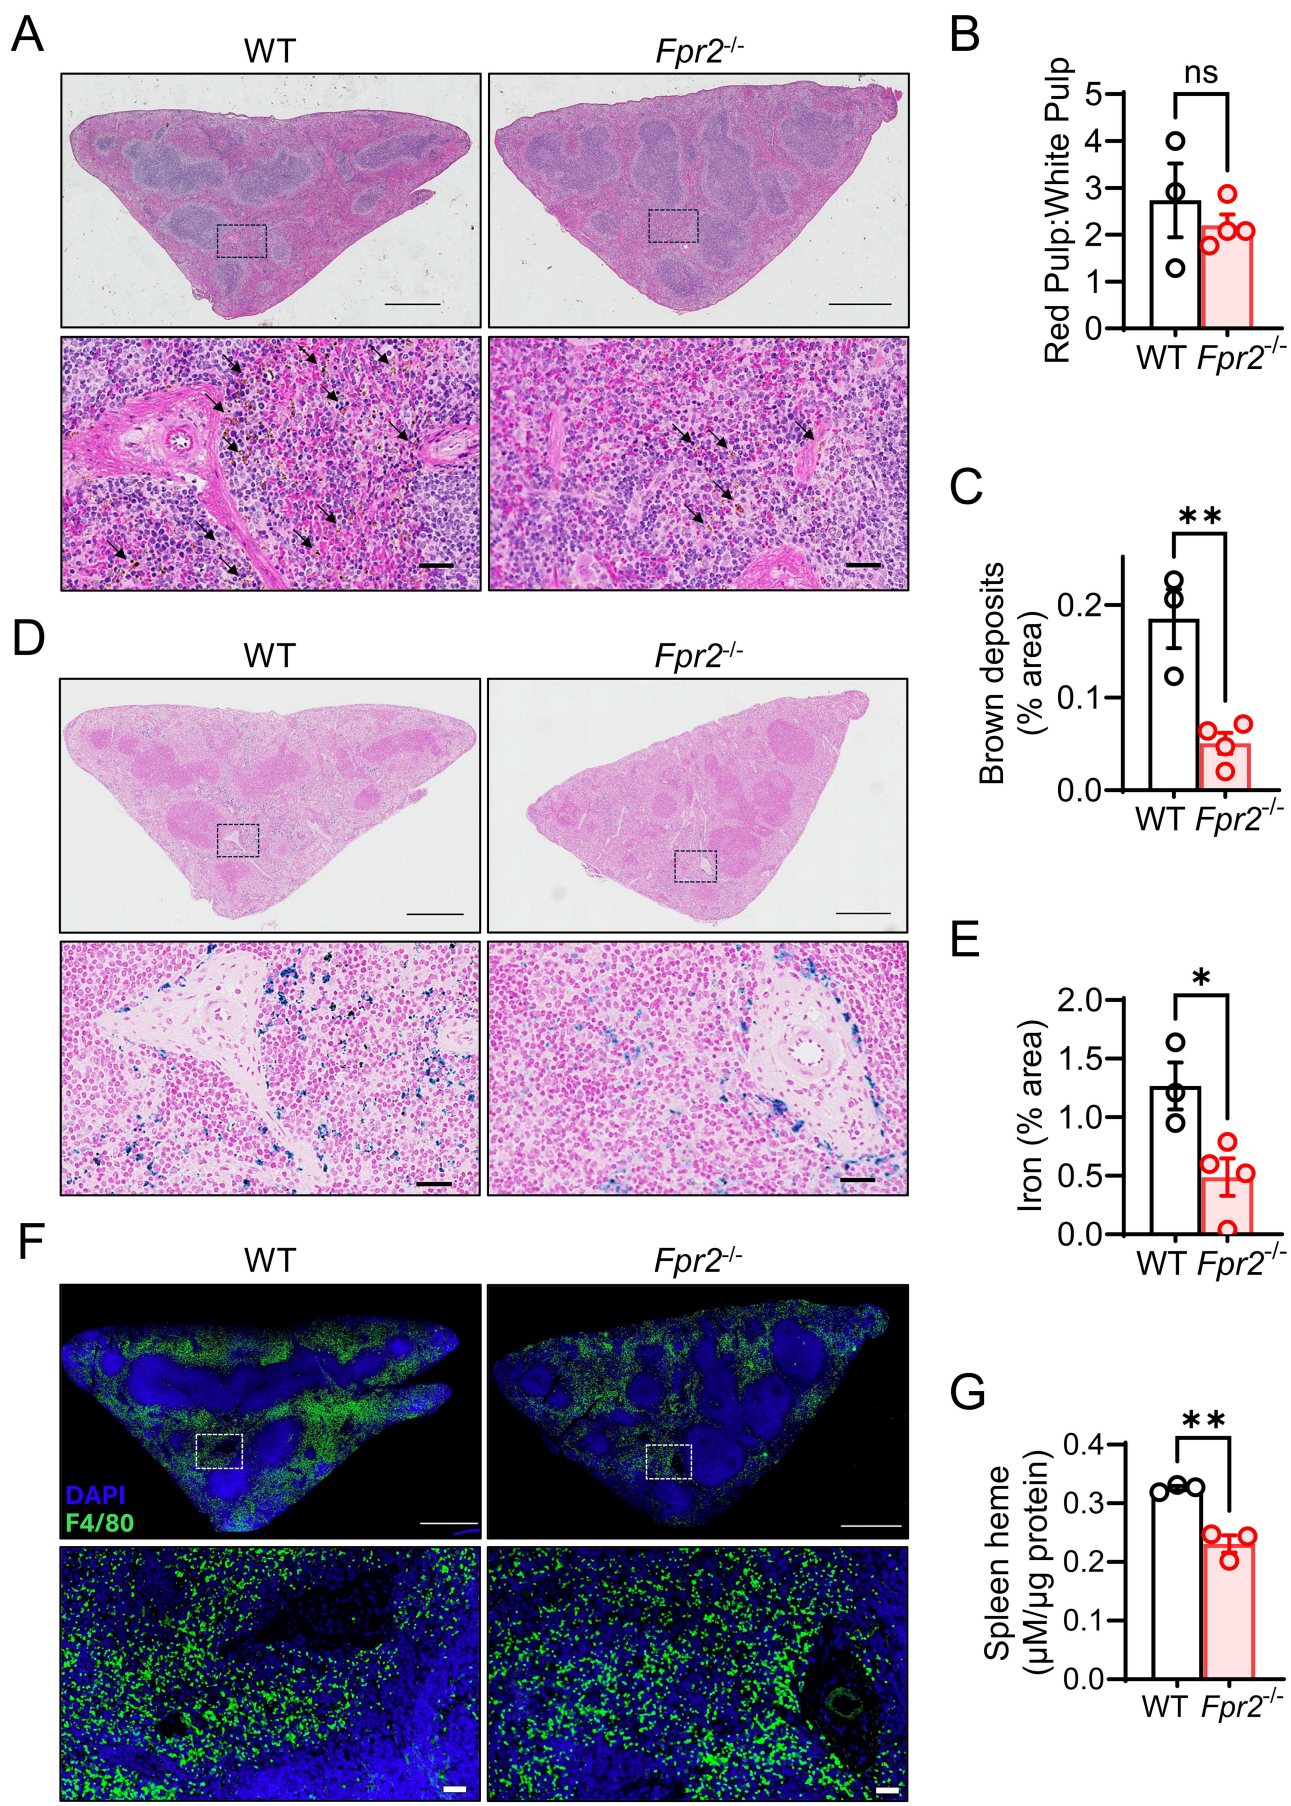 A
WT
Fpr2-/-
B
Red Pulp:White Pulp
ns
5
4
3
2
1
0
WT Fpr2-/-
C
Brown deposits
(% area)
**
0.2
0.1
0.0
WT Fpr2-/-
D
WT
Fpr2-/-
E
Iron (% area)
*
2.0
1.5
1.0
0.5
0.0
WT Fpr2-/-
F
WT
Fpr2-/-
DAPI
F4/80
G
Spleen heme
(µM/µg protein)
**
0.4
0.3
0.2
0.1
0.0
WT Fpr2-/-